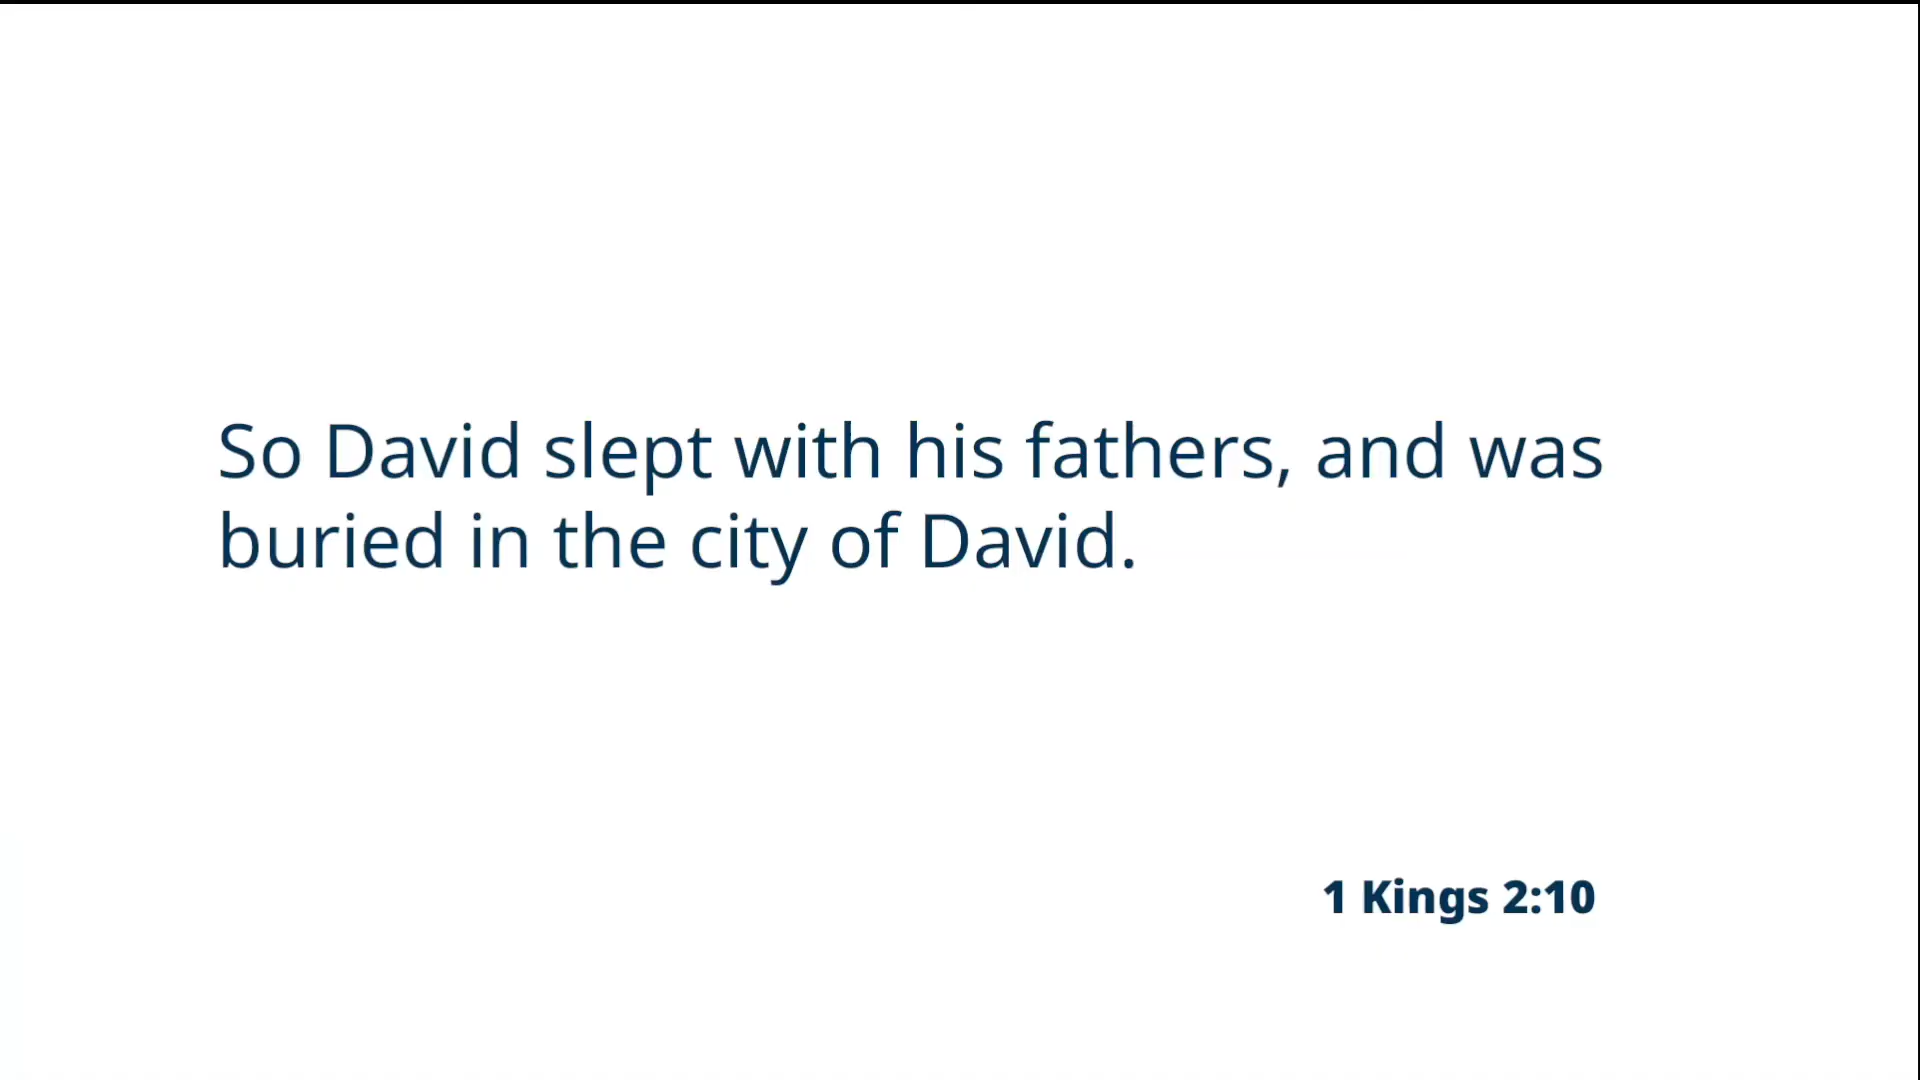 So David slept with his fathers, and was
buried in the city of David.
1 Kings 2:10